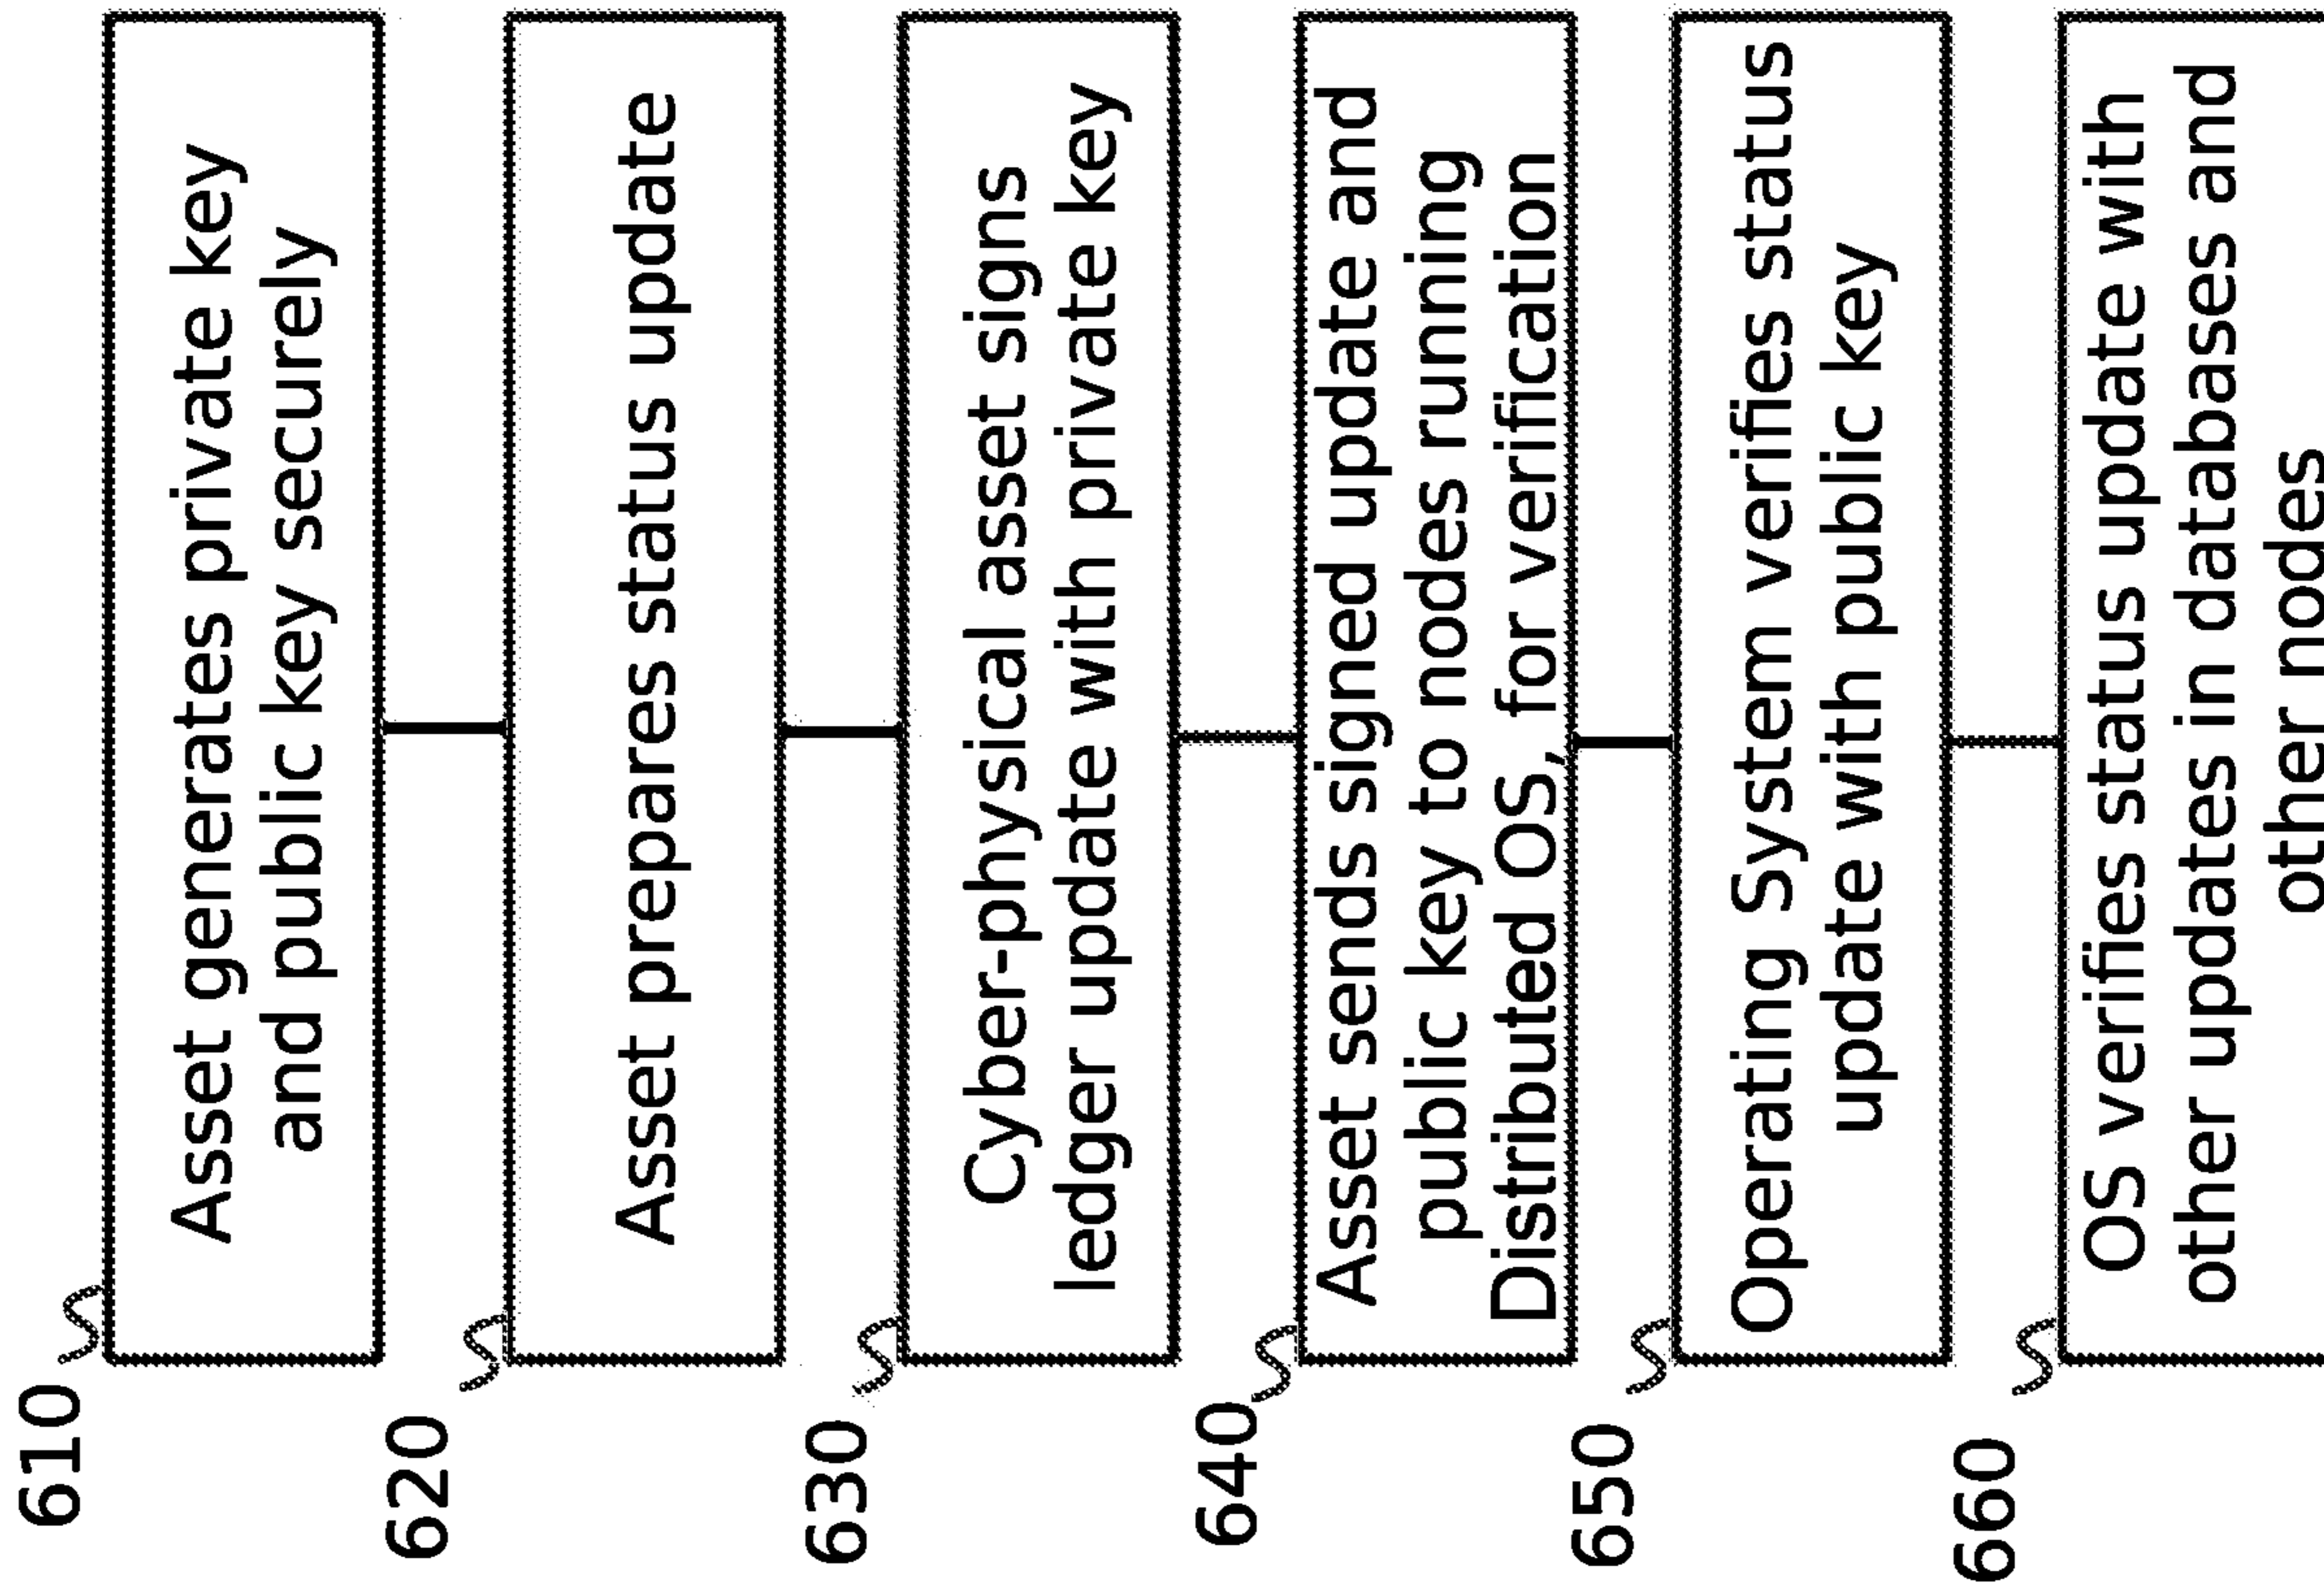 610
Asset generates private key
and public key securely
620
Asset prepares status update
630
Cyber-physical asset signs
ledger update with private key
640
Asset sends signed update and
public key to nodes running
Distributed OS, for verification
650
Operating System verifies status
update with public key
660
OS verifies status update with
other updates in databases and
other nodes